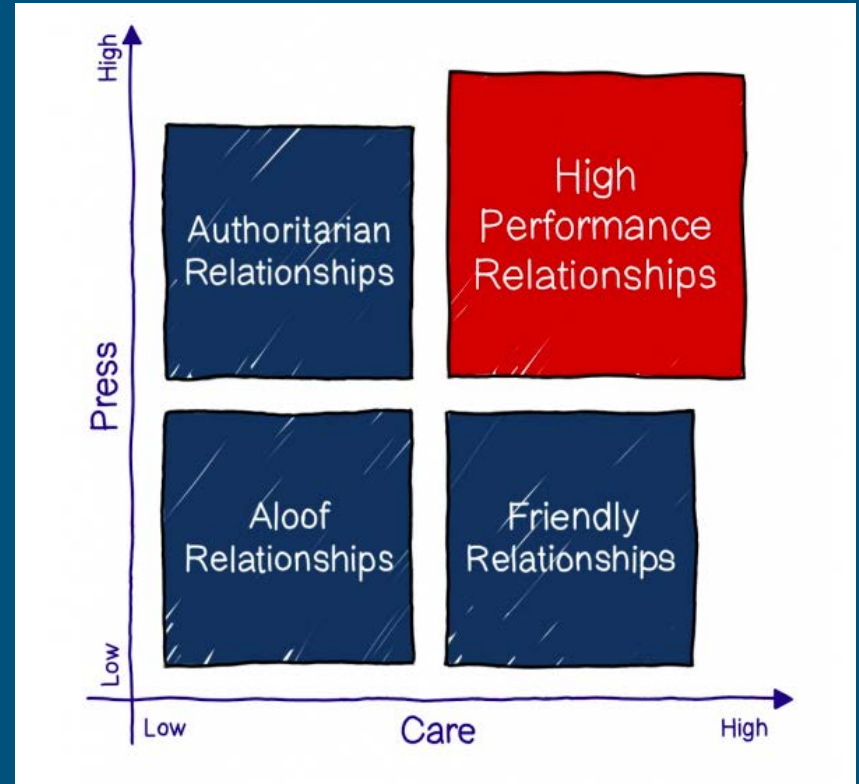 High
High
Performance
Relationships
Authoritarian
Relationships
Press
Aloof
Relationships
Friendly
Relationships
Low
Low
Care
High